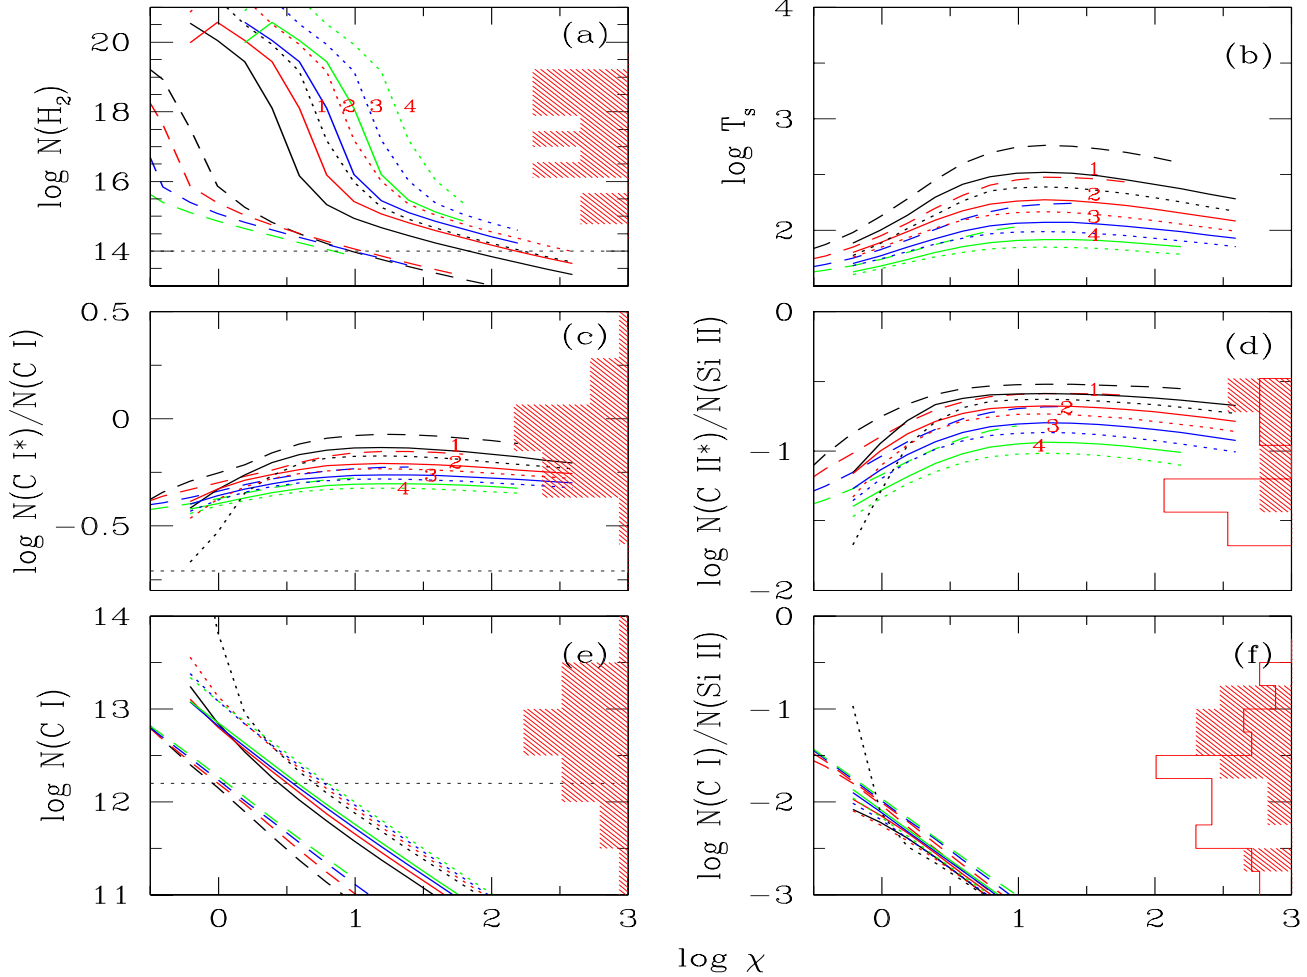 20
18
16
14
log N(H2)
1 2 3 4
(a)
4
3
2
log Ts
1
2
3
4
(b)
0.5
0
−0.5
log N(C I*)/N(C I)
1
2
3
4
(c)
0
−1
−2
log N(C II*)/N(Si II)
1
2
3
4
(d)
14
13
12
11
log N(C I)
(e)
0 1 2 3
0
−1
−2
−3
log N(C I)/N(Si II)
(f)
0 1 2 3
log χ